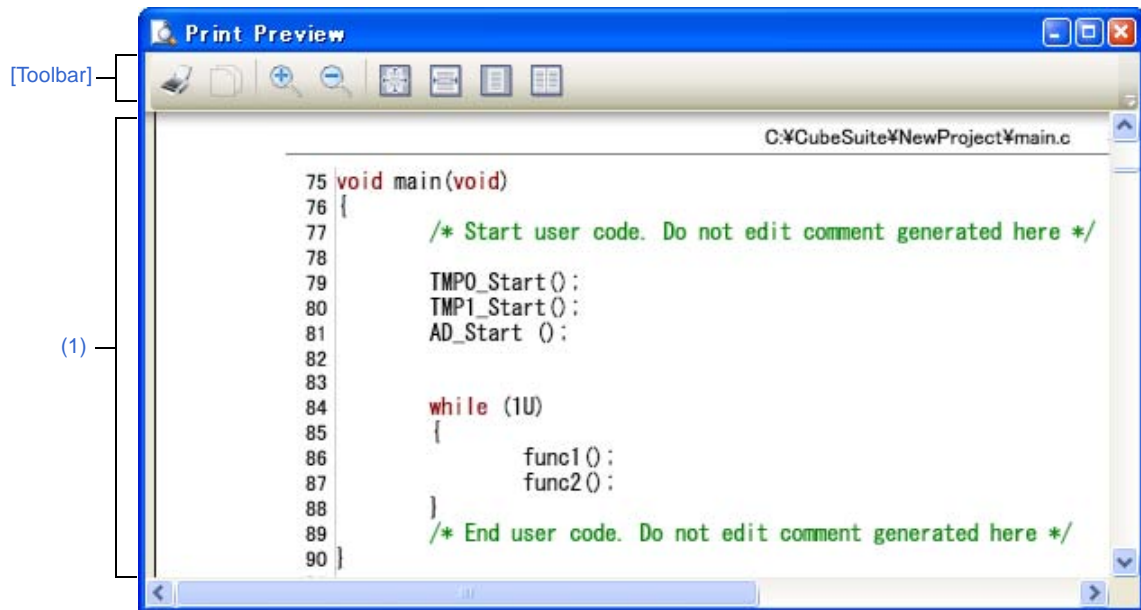 Print Preview
[Toolbar]
C:¥CubeSuite¥NewProject¥main.c
75 void main(void)
76 {
77 /* Start user code. Do not edit comment generated here */
78
79 TMP0_Start();
80 TMP1_Start();
81 AD_Start ();
(1)
82
83
84 while (1U)
85 {
86 func1();
87 func2();
88 }
89 /* End user code. Do not edit comment generated here */
90 }